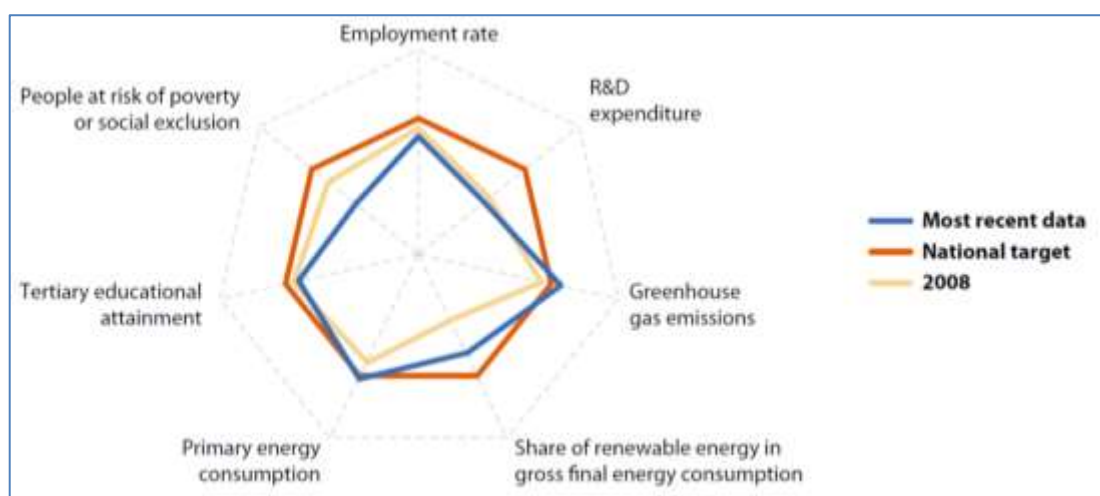 Employment rate
R&D
expenditure
People at risk of poverty
or social exclusion
Most recent data
National target
2008
Tertiary educational
attainment
Greenhouse
gas emissions
Primary energy
consumption
Share of renewable energy in
gross final energy consumption